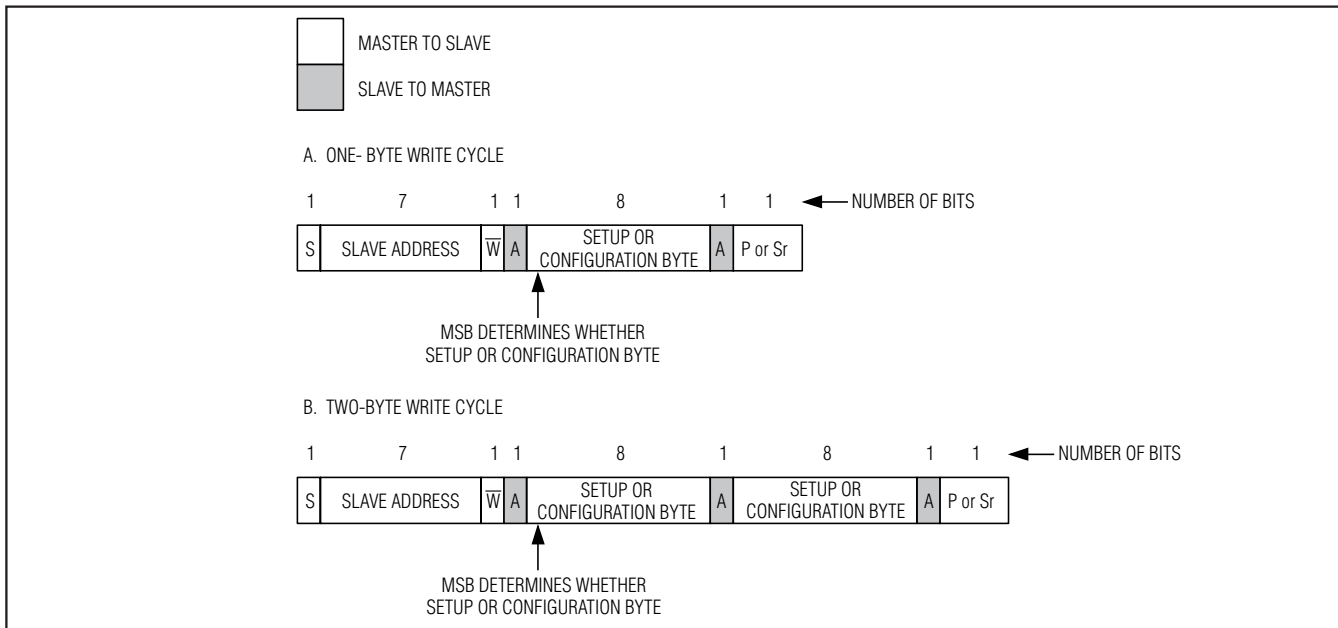 MASTER TO SLAVE
SLAVE TO MASTER
A. ONE- BYTE WRITE CYCLE
1 7 1 1 8 1 1 NUMBER OF BITS
S SLAVE ADDRESS W̅ A SETUP OR CONFIGURATION BYTE A P or Sr
MSB DETERMINES WHETHER
SETUP OR CONFIGURATION BYTE
B. TWO-BYTE WRITE CYCLE
1 7 1 1 8 1 8 1 1 NUMBER OF BITS
S SLAVE ADDRESS W̅ A SETUP OR CONFIGURATION BYTE A SETUP OR CONFIGURATION BYTE A P or Sr
MSB DETERMINES WHETHER
SETUP OR CONFIGURATION BYTE